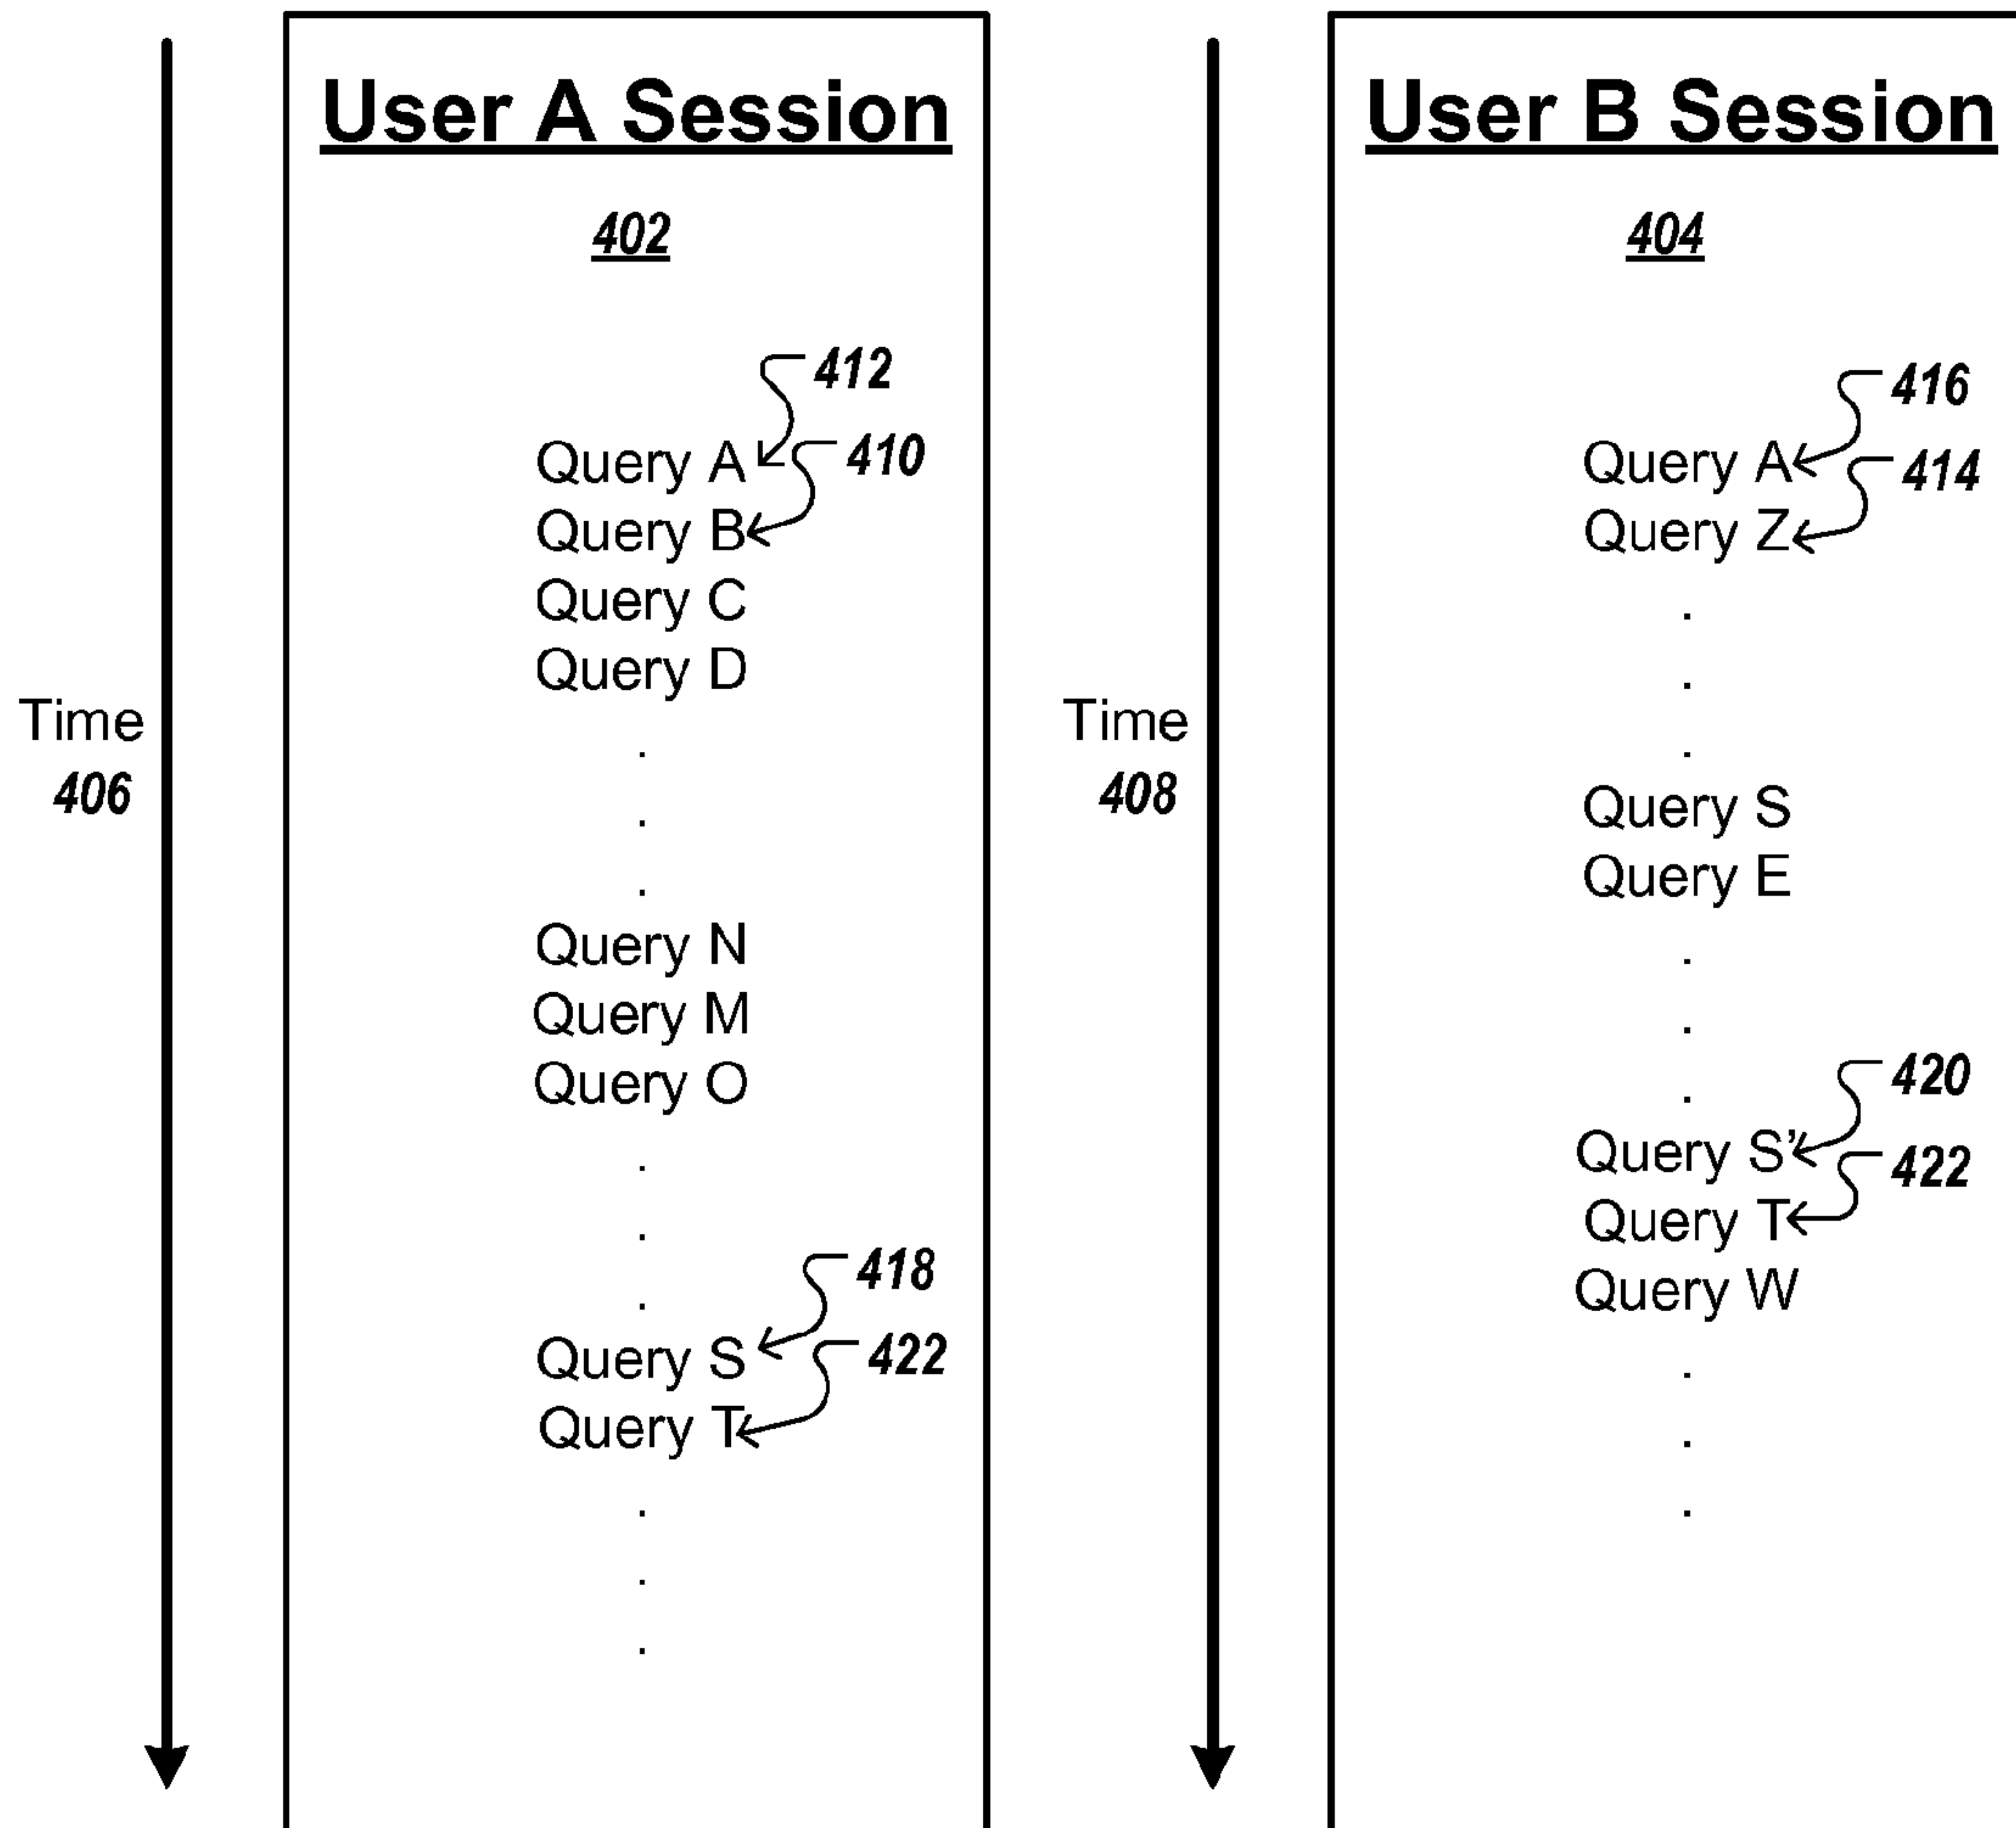 User A Session
402
412
Query A
410
Query B
Query C
Query D
.
.
.
Query N
Query M
Query O
.
.
.
418
Query S
422
Query T
.
.
.
Time
406
User B Session
404
416
Query A
414
Query Z
.
.
.
Query S
Query E
.
.
.
420
Query S’
422
Query T
Query W
.
.
.
Time
408